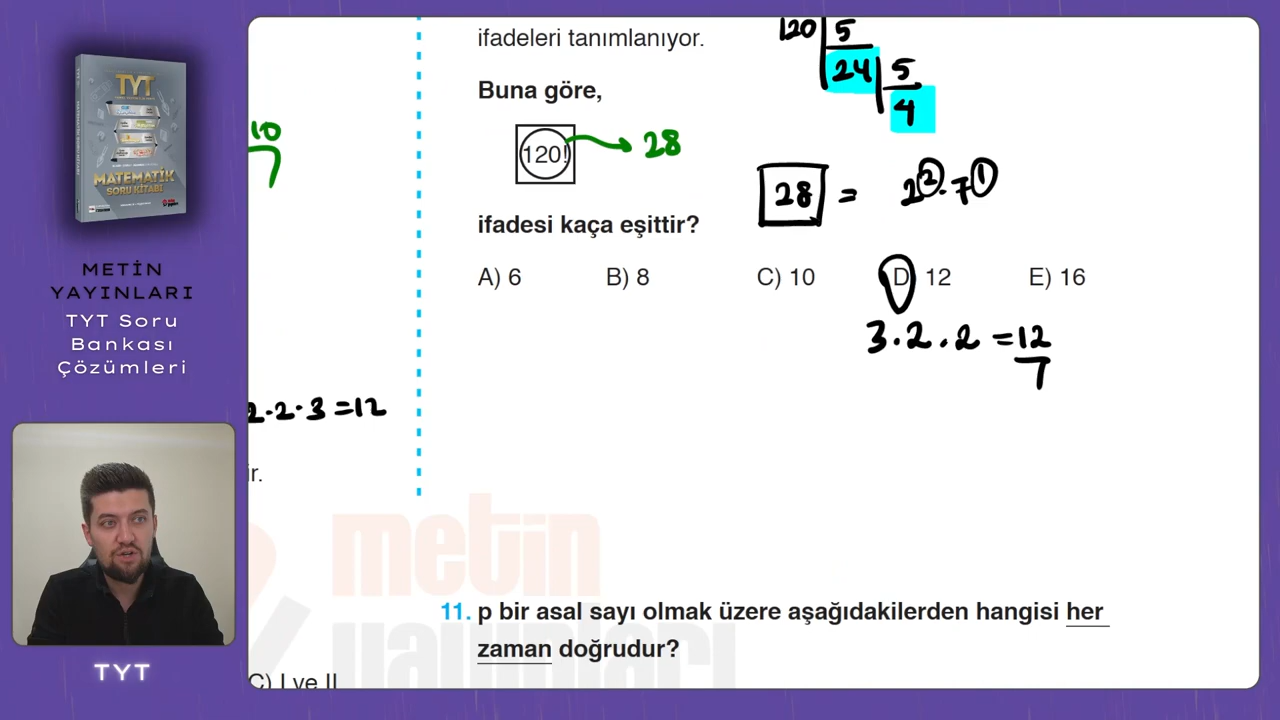 TYT
MATEMATİK
SORU KİTABI
METİN
YAYINLARI
TYT Soru
Bankası
Çözümleri
TYT
10
2·2·3=12
ir.
C) I ve II
ifadeleri tanımlanıyor.
120 5
24 5
4
Buna göre,
120! → 28
28 = 2² · 7¹
ifadesi kaça eşittir?
A) 6 B) 8 C) 10 D) 12 E) 16
3·2·2=12
metin
yayınları
11. p bir asal sayı olmak üzere aşağıdakilerden hangisi her
zaman doğrudur?